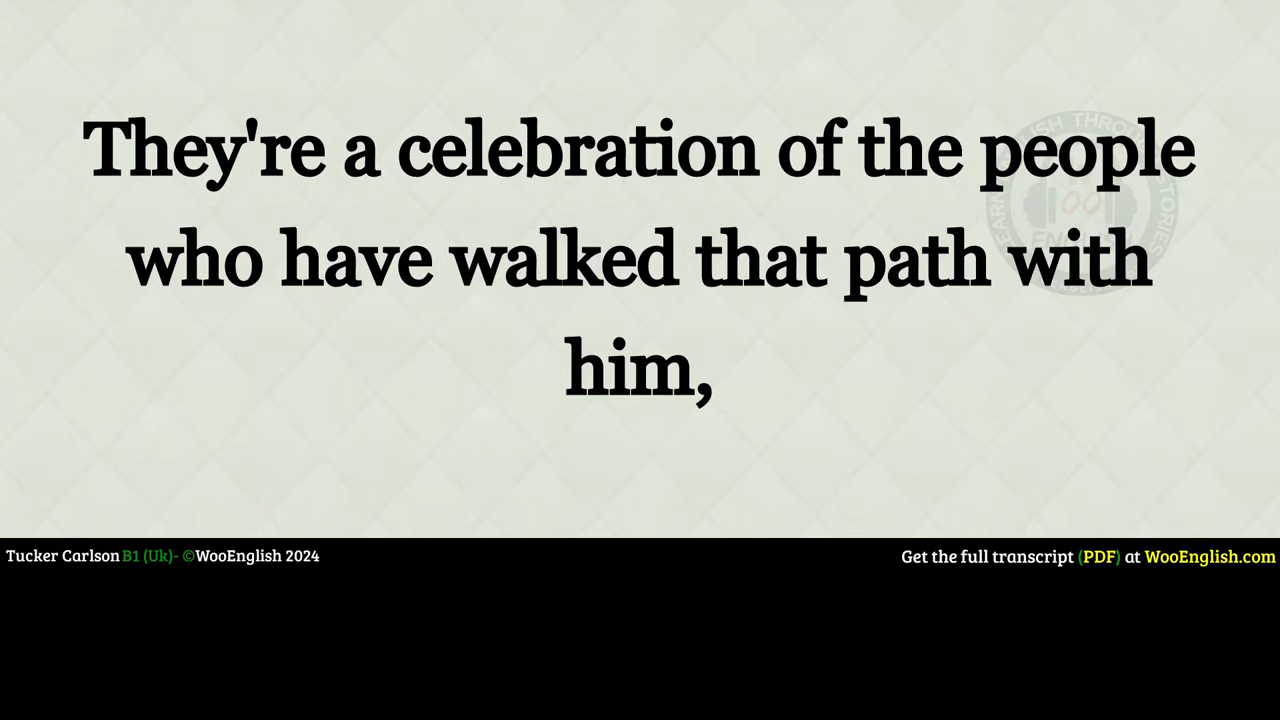 They're a celebration of the people
who have walked that path with
him,
Tucker Carlson B1 (Uk)- ©WooEnglish 2024
Get the full transcript (PDF) at WooEnglish.com